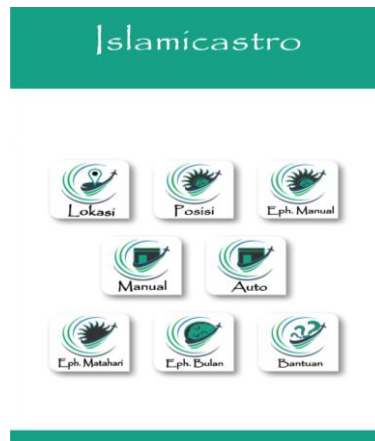 Islamicastro
Lokasi
Posisi
Eph. Manual
Manual
Auto
Eph. Matahari
Eph. Bulan
Bantuan